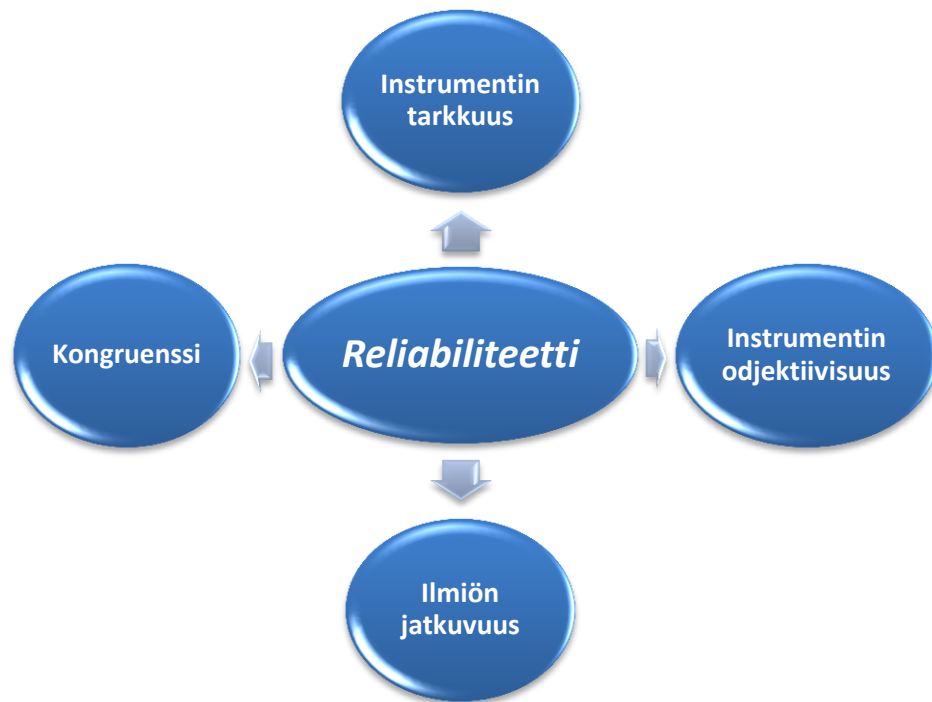 Instrumentin
tarkkuus
Kongruenssi
Reliabiliteetti
Instrumentin
odjektiivisuus
Ilmiön
jatkuvuus